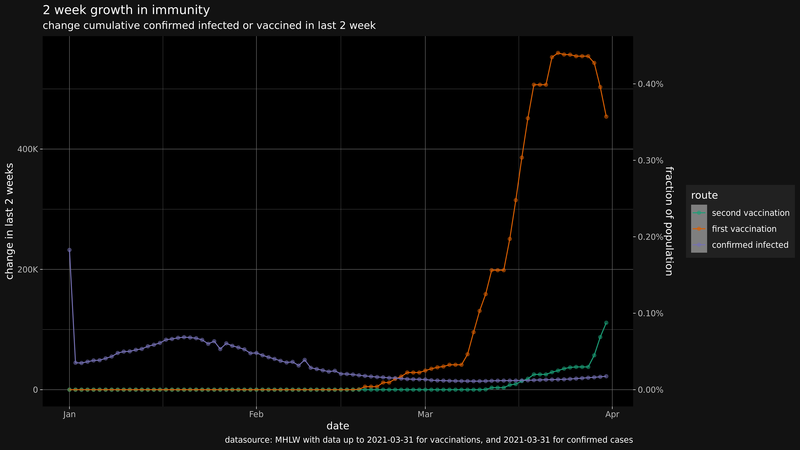 2 week growth in immunity
change cumulative confirmed infected or vaccined in last 2 week
change in last 2 weeks
400K
200K
0
0.40%
0.30%
0.20%
0.10%
0.00%
fraction of population
route
second vaccination
first vaccination
confirmed infected
Jan
Feb
Mar
Apr
date
datasource: MHLW with data up to 2021-03-31 for vaccinations, and 2021-03-31 for confirmed cases